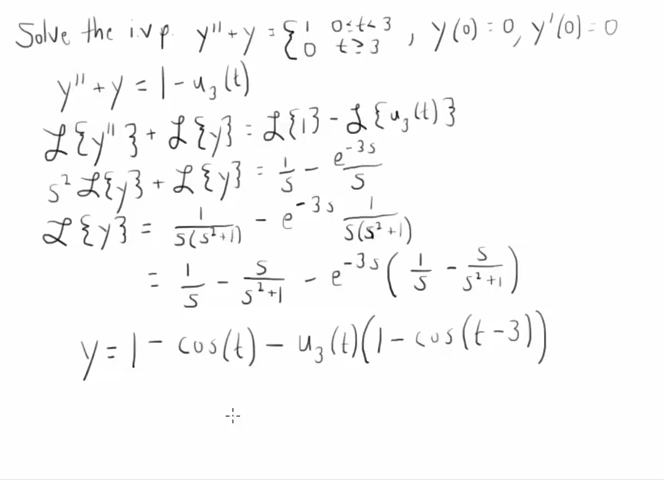 Solve the i.v.p. y'' + y = { 1 0<t<3 , y(0)=0, y'(0)=0
0 t≥3
y'' + y = 1 - u₃(t)
ℒ{y''} + ℒ{y} = ℒ{1} - ℒ{u₃(t)}
s² ℒ{y} + ℒ{y} = 1/s - e^(-3s)/s
ℒ{y} = 1/(s(s²+1)) - e^(-3s) 1/(s(s²+1))
= 1/s - s/(s²+1) - e^(-3s) (1/s - s/(s²+1))
y = 1 - cos(t) - u₃(t)(1 - cos(t-3))